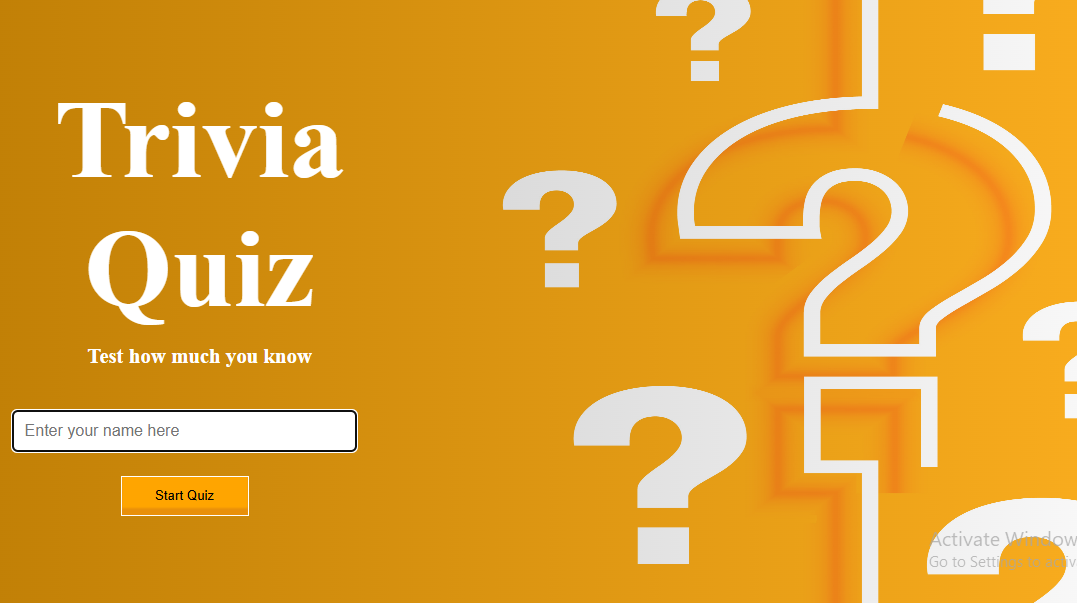 Trivia
Quiz
Test how much you know
Enter your name here
Start Quiz
Activate Window
Go to Settings to activa